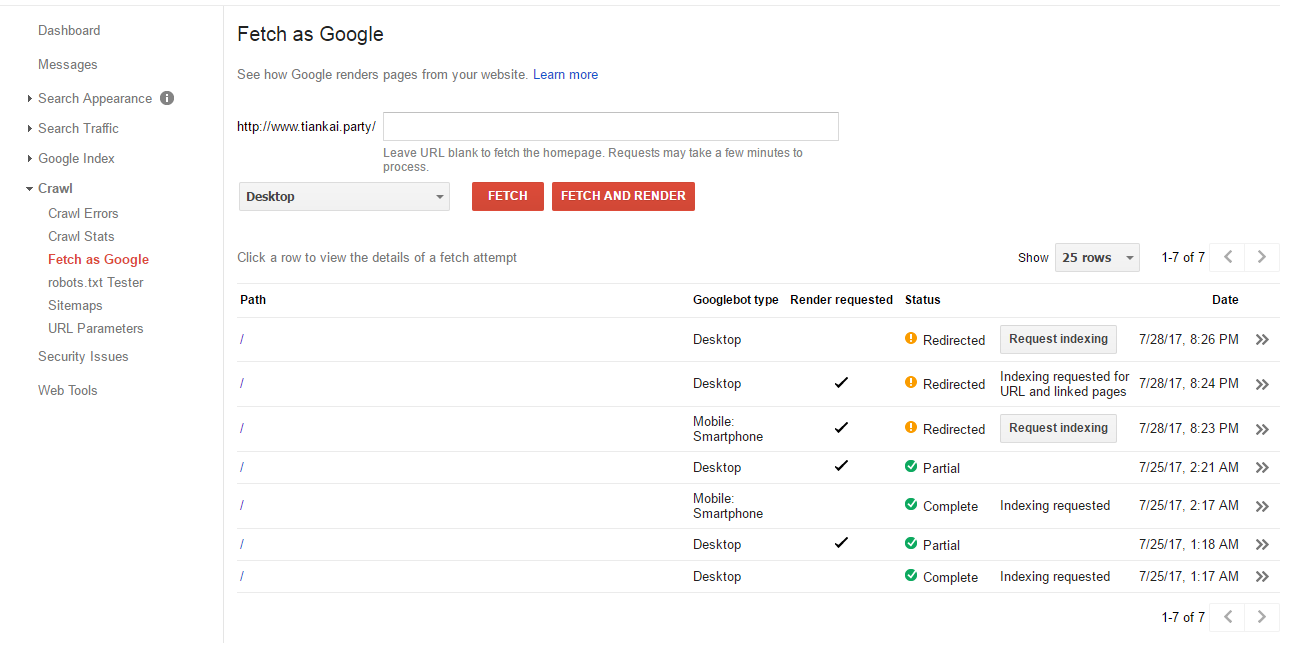 Dashboard
Messages
Search Appearance
Search Traffic
Google Index
Crawl
Crawl Errors
Crawl Stats
Fetch as Google
robots.txt Tester
Sitemaps
URL Parameters
Security Issues
Web Tools
Fetch as Google
See how Google renders pages from your website. Learn more
http://www.tiankai.party/
Leave URL blank to fetch the homepage. Requests may take a few minutes to
process.
Desktop FETCH FETCH AND RENDER
Click a row to view the details of a fetch attempt Show 25 rows 1-7 of 7
Path Googlebot type Render requested Status Date
/ Desktop Redirected Request indexing 7/28/17, 8:26 PM
/ Desktop ✓ Redirected Indexing requested for 7/28/17, 8:24 PM
URL and linked pages
/ Mobile: ✓ Redirected Request indexing 7/28/17, 8:23 PM
Smartphone
/ Desktop ✓ Partial 7/25/17, 2:21 AM
/ Mobile: Complete Indexing requested 7/25/17, 2:17 AM
Smartphone
/ Desktop ✓ Partial 7/25/17, 1:18 AM
/ Desktop Complete Indexing requested 7/25/17, 1:17 AM
1-7 of 7